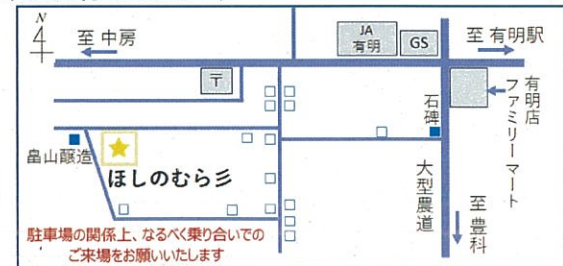 N
至 中房
JA
有明
GS
至 有明駅
〒
有明店
ファミリーマート
石碑
畠山醸造
ほしのむら彡
大型農道
至 豊科
駐車場の関係上、なるべく乗り合いでの
ご来場をお願いいたします